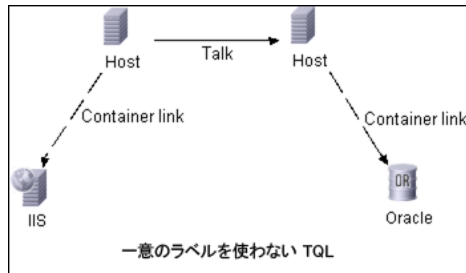 Host
Talk
Host
Container link
Container link
IIS
OR
Oracle
一意のラベルを使わない TQL